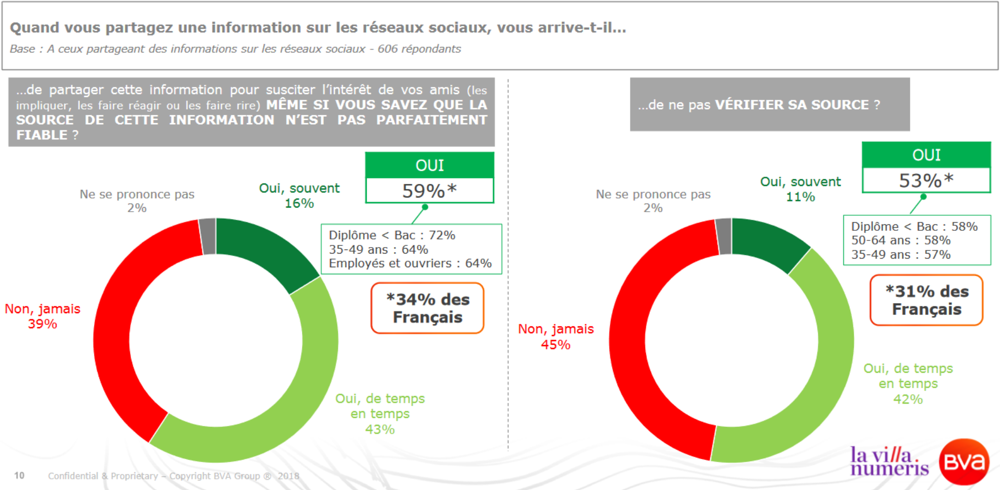 Quand vous partagez une information sur les réseaux sociaux, vous arrive-t-il...
Base : A ceux partageant des informations sur les réseaux sociaux - 606 répondants
...de partager cette information pour susciter l'intérêt de vos amis (les
impliquer, les faire réagir ou les faire rire) MÊME SI VOUS SAVEZ QUE LA
SOURCE DE CETTE INFORMATION N'EST PAS PARFAITEMENT
FIABLE ?
OUI
59%*
Oui, souvent
16%
Ne se prononce pas
2%
Diplôme < Bac : 72%
35-49 ans : 64%
Employés et ouvriers : 64%
*34% des
Français
Non, jamais
39%
Oui, de temps
en temps
43%
...de ne pas VÉRIFIER SA SOURCE ?
OUI
53%*
Oui, souvent
11%
Ne se prononce pas
2%
Diplôme < Bac : 58%
50-64 ans : 58%
35-49 ans : 57%
*31% des
Français
Non, jamais
45%
Oui, de temps
en temps
42%
10
Confidential & Proprietary – Copyright BVA Group ® 2018
la villa
numeris
BVA